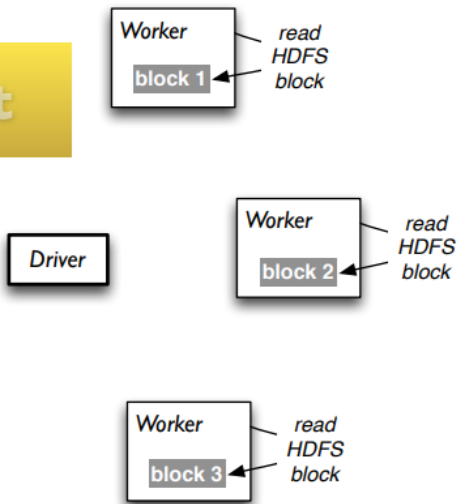 Worker
block 1
read
HDFS
block
t
Driver
Worker
block 2
read
HDFS
block
Worker
block 3
read
HDFS
block